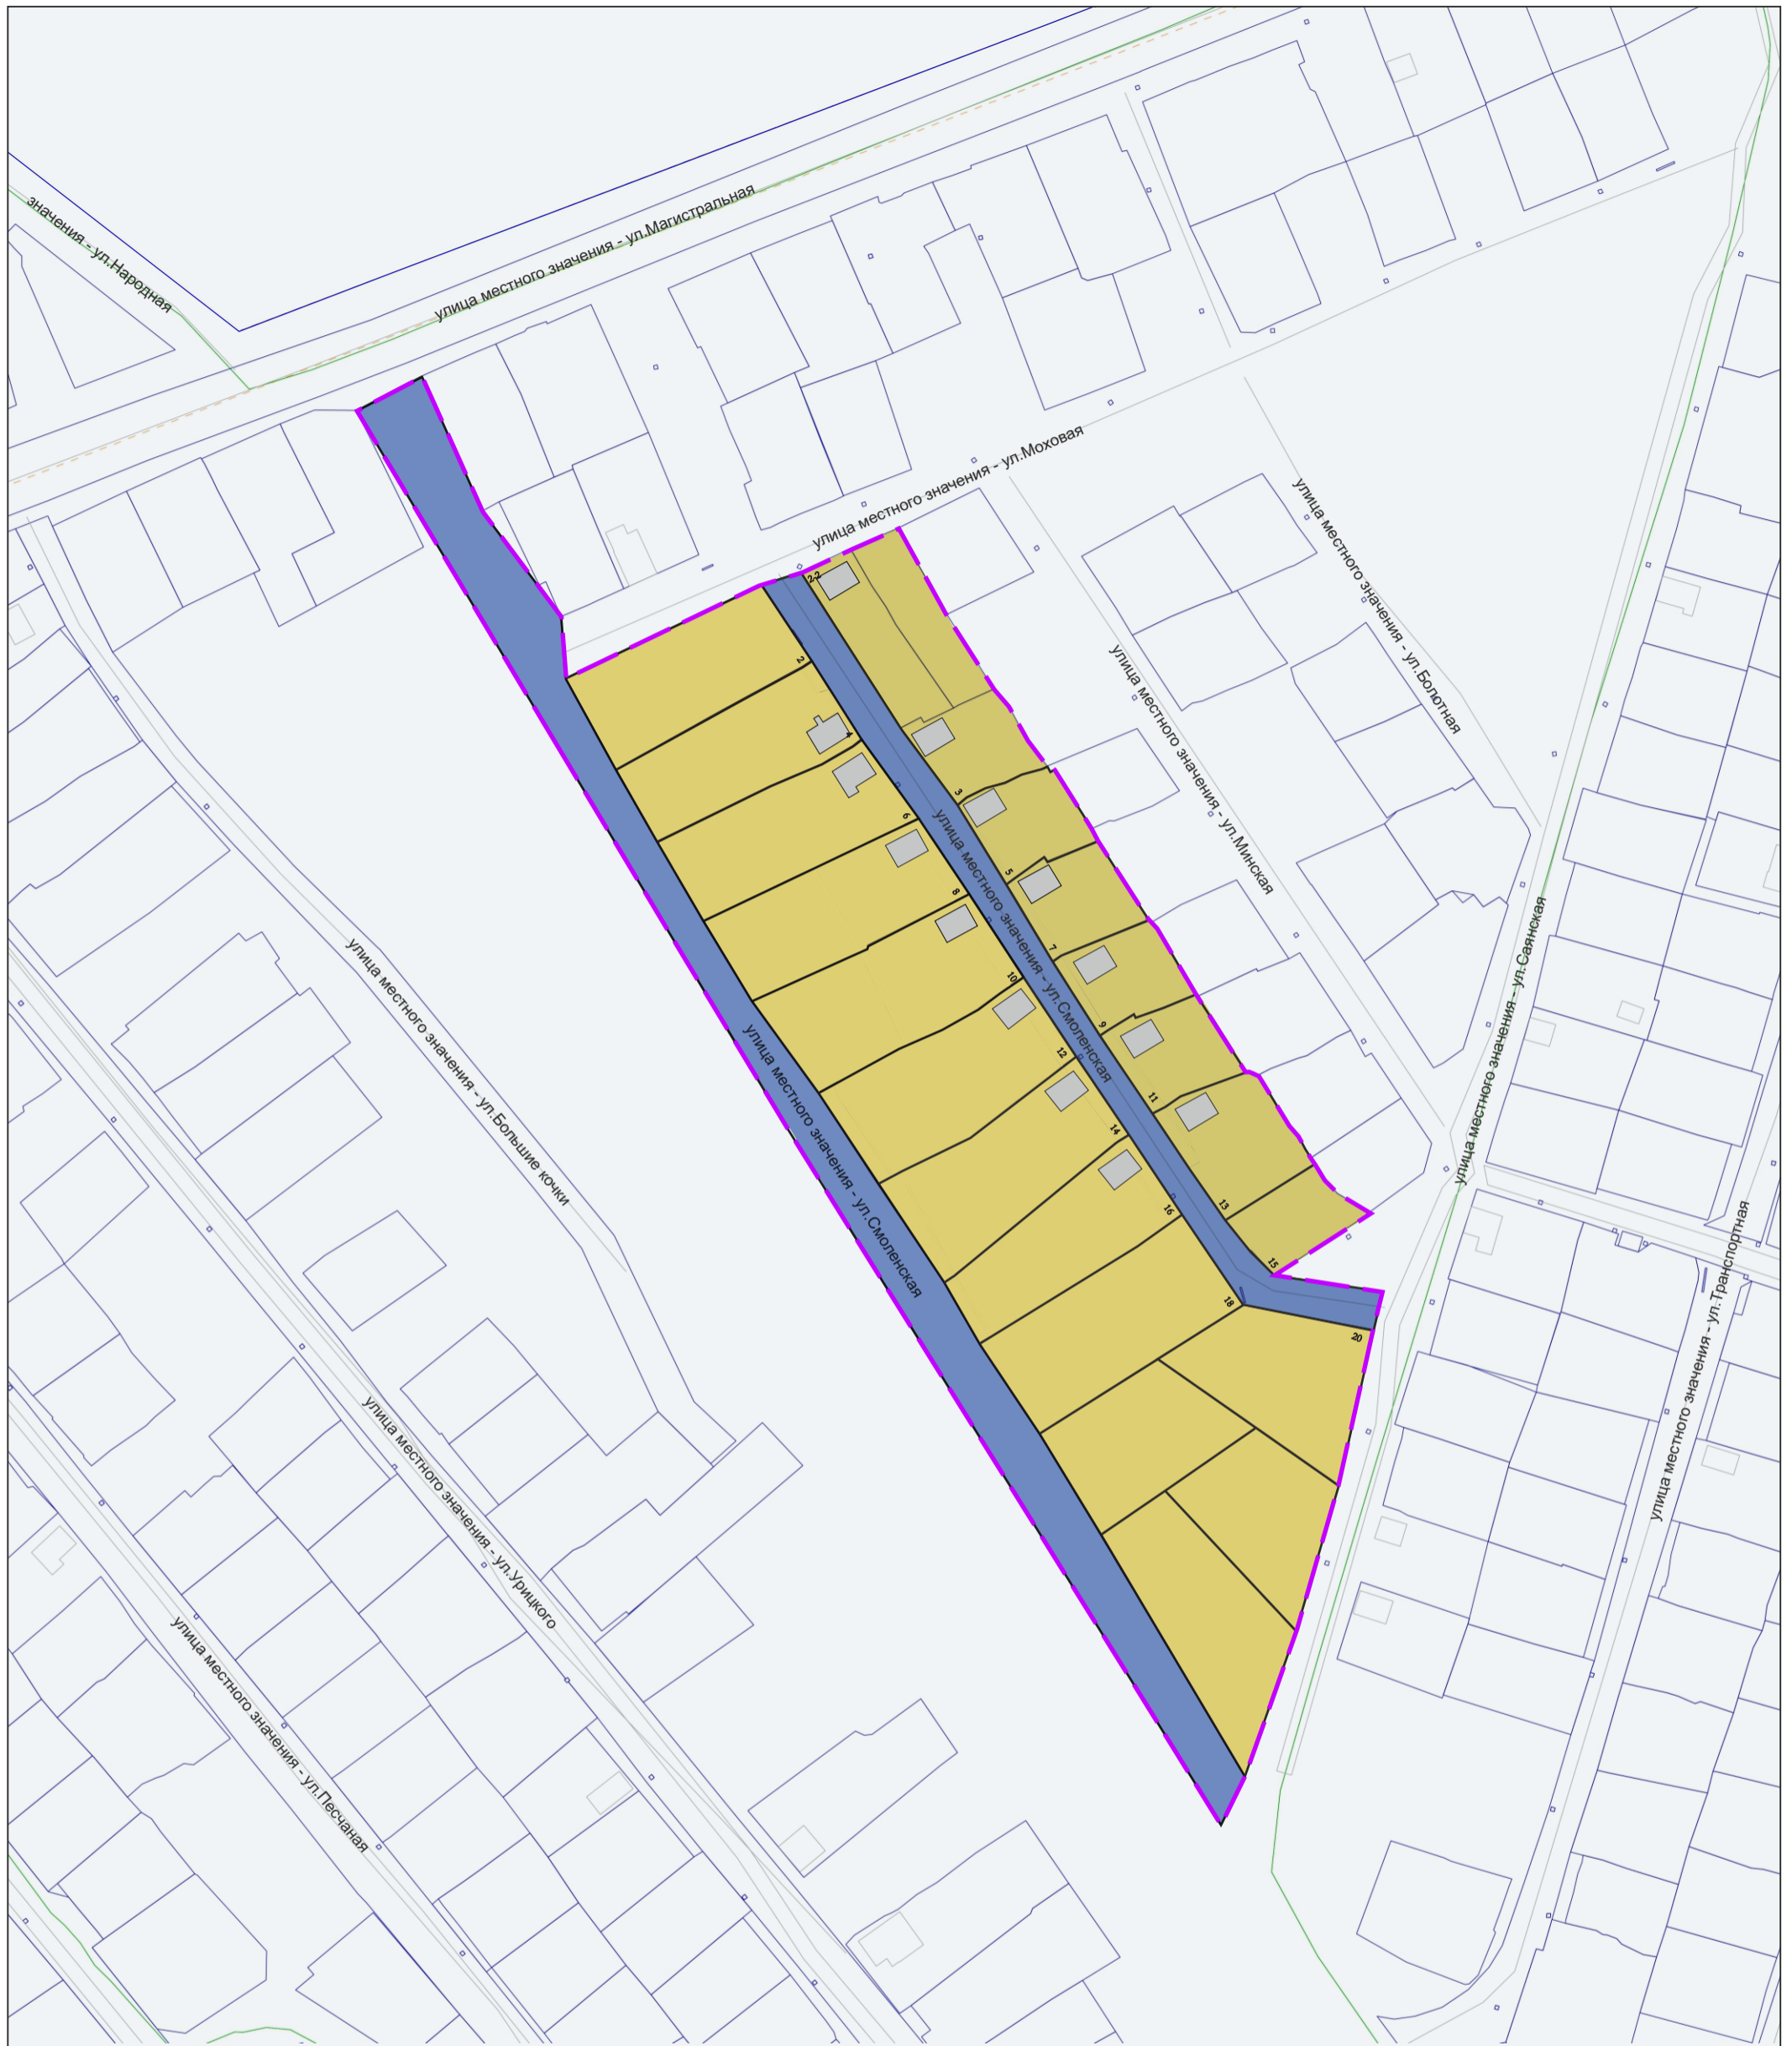 значения - ул.Народная
улица местного значения - ул.Магистральная
улица местного значения - ул.Моховая
улица местного значения - ул.Болотная
улица местного значения - ул.Минская
2-2
2
4
3
6
5
8
7
10
9
12
11
14
13
16
15
18
20
улица местного значения - ул.Смоленская
улица местного значения - ул.Смоленская
улица местного значения - ул.Саянская
улица местного значения - ул.Большие кочки
улица местного значения - ул.Транспортная
улица местного значения - ул.Урицкого
улица местного значения - ул.Песчаная